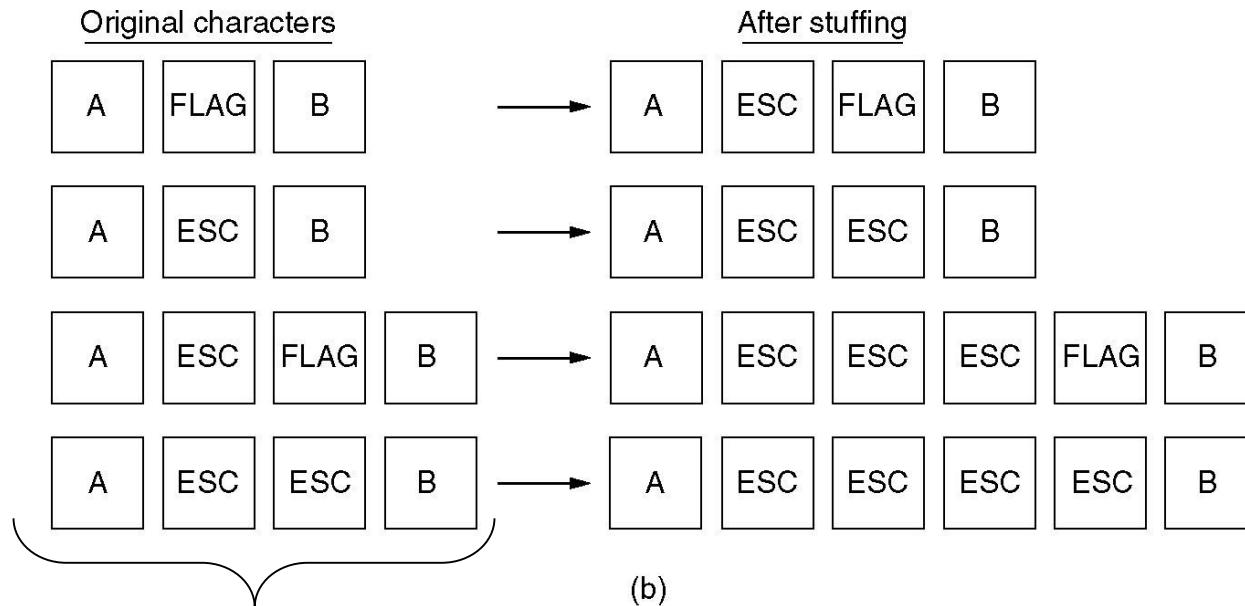 Original characters After stuffing
A FLAG B A ESC FLAG B
A ESC B A ESC ESC B
A ESC FLAG B A ESC ESC ESC FLAG B
A ESC ESC B A ESC ESC ESC ESC B
(b)